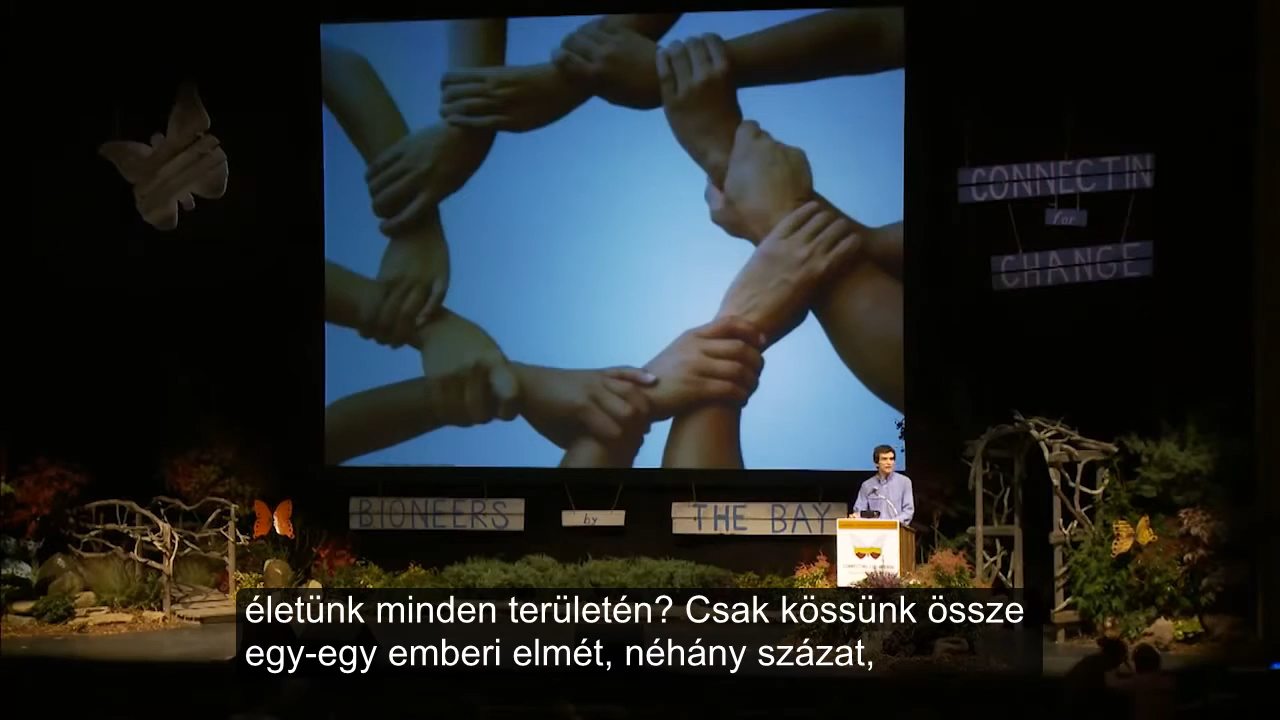 CONNECTIN
for
CHANGE
BIONEERS
by
THE BAY
életünk minden területén? Csak kössünk össze
egy-egy emberi elmét, néhány százat,